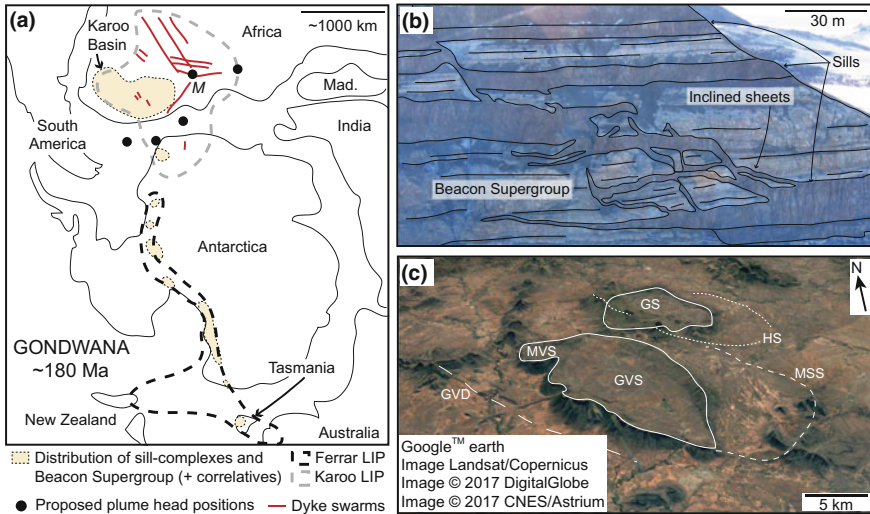 (a)
Karoo
Basin
Africa
~1000 km
M
Mad.
South
America
India
Antarctica
GONDWANA
~180 Ma
Tasmania
New Zealand
Australia
Distribution of sill-complexes and
Beacon Supergroup (+ correlatives)
Ferrar LIP
Karoo LIP
Proposed plume head positions
Dyke swarms
(b)
30 m
Sills
Inclined sheets
Beacon Supergroup
(c)
N
GS
HS
MVS
GVS
MSS
GVD
Google™ earth
Image Landsat/Copernicus
Image © 2017 DigitalGlobe
Image © 2017 CNES/Astrium
5 km